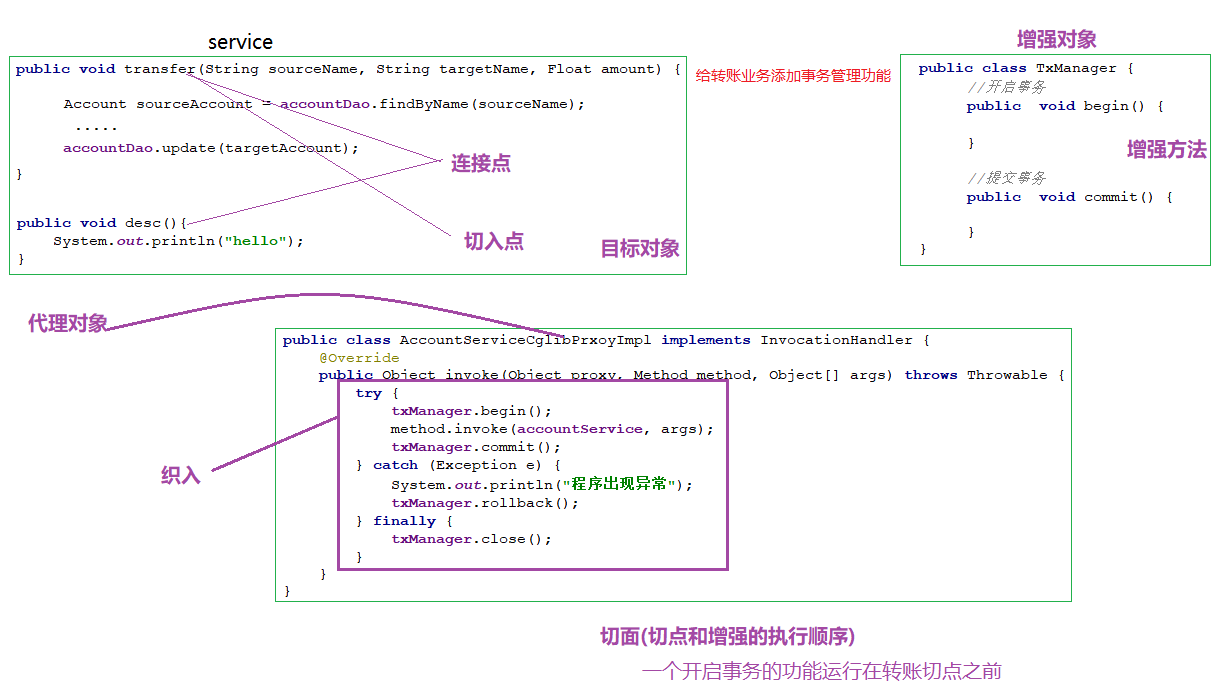 service
public void transfer(String sourceName, String targetName, Float amount) {
Account sourceAccount = accountDao.findByName(sourceName);
.....
accountDao.update(targetAccount);
}
public void desc(){
System.out.println("hello");
}
连接点
切入点
目标对象
给转账业务添加事务管理功能
增强对象
public class TxManager {
//开启事务
public void begin() {
}
//提交事务
public void commit() {
}
}
增强方法
代理对象
public class AccountServiceCglibPrxoyImpl implements InvocationHandler {
@Override
public Object invoke(Object proxy, Method method, Object[] args) throws Throwable {
try {
txManager.begin();
method.invoke(accountService, args);
txManager.commit();
} catch (Exception e) {
System.out.println("程序出现异常");
txManager.rollback();
} finally {
txManager.close();
}
}
}
织入
切面(切点和增强的执行顺序)
一个开启事务的功能运行在转账切点之前